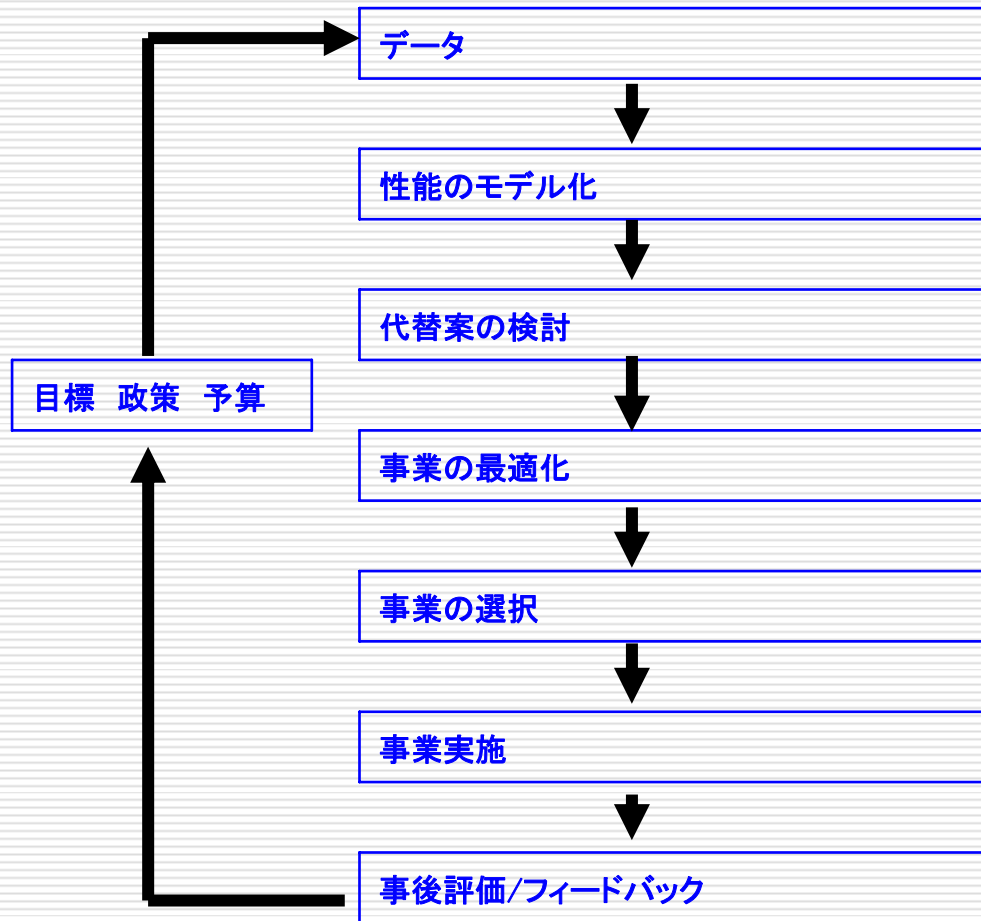 データ
性能のモデル化
代替案の検討
目標 政策 予算
事業の最適化
事業の選択
事業実施
事後評価/フィードバック